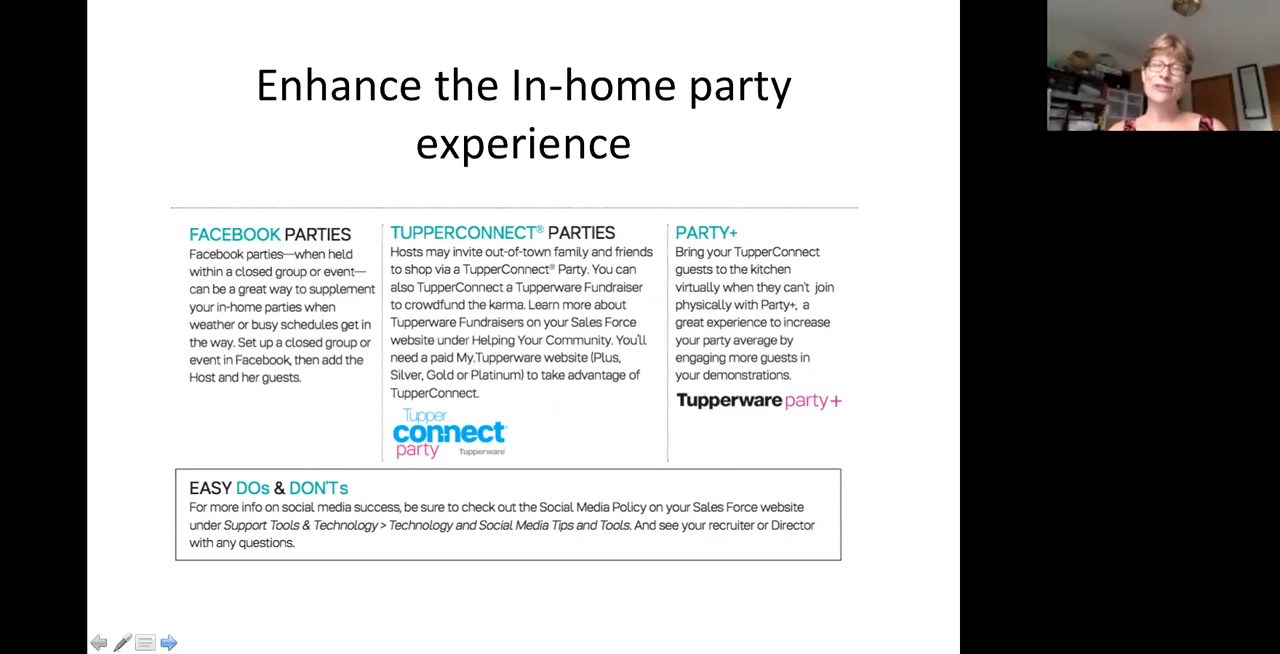 Enhance the In-home party
experience
FACEBOOK PARTIES
Facebook parties—when held
within a closed group or event—
can be a great way to supplement
your in-home parties when
weather or busy schedules get in
the way. Set up a closed group or
event in Facebook, then add the
Host and her guests.
TUPPERCONNECT® PARTIES
Hosts may invite out-of-town family and friends
to shop via a TupperConnect® Party. You can
also TupperConnect a Tupperware Fundraiser
to crowdfund the karma. Learn more about
Tupperware Fundraisers on your Sales Force
website under Helping Your Community. You'll
need a paid My.Tupperware website (Plus,
Silver, Gold or Platinum) to take advantage of
TupperConnect.
Tupper
connect
party Tupperware
PARTY+
Bring your TupperConnect
guests to the kitchen
virtually when they can't join
physically with Party+, a
great experience to increase
your party average by
engaging more guests in
your demonstrations.
Tupperware party+
EASY DOs & DON'Ts
For more info on social media success, be sure to check out the Social Media Policy on your Sales Force website
under Support Tools & Technology > Technology and Social Media Tips and Tools. And see your recruiter or Director
with any questions.